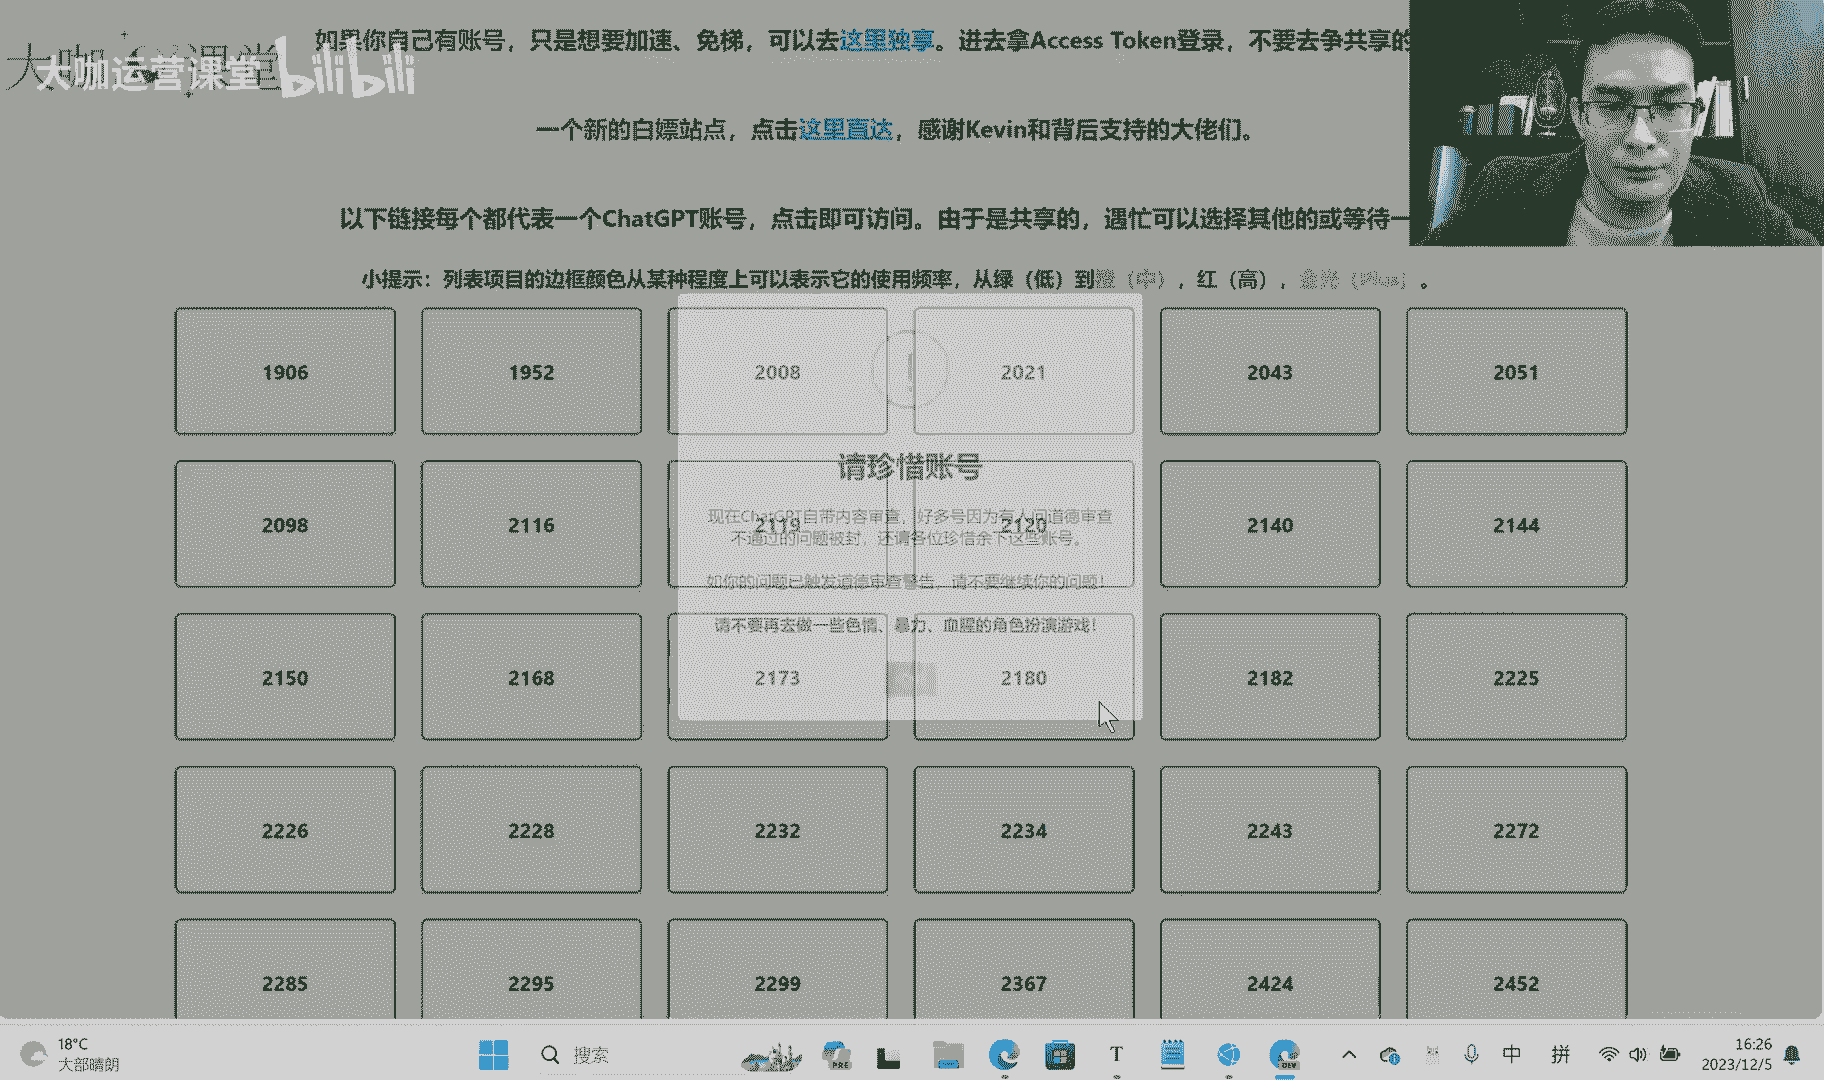 如果你自己有账号，只是想要加速、免梯，可以去这里独享。进去拿Access Token登录，不要去争共享的
大咖运营课堂 bilibili
一个新的白嫖站点，点击这里直达，感谢Kevin和背后支持的大佬们。
以下链接每个都代表一个ChatGPT账号，点击即可访问。由于是共享的，遇忙可以选择其他的或等待一
小提示：列表项目的边框颜色从某种程度上可以表示它的使用频率，从绿（低）到橙（中），红（高），金光（Plus）。
1906 1952 2008 2021 2043 2051
请珍惜账号
现在ChatGPT自带内容审查，好多号因为有人问道德审查
不通过的问题被封，还请各位珍惜余下这些账号。
2098 2116 2119 2120 2140 2144
如你的问题已触发道德审查警告，请不要继续你的问题！
请不要再去做一些色情、暴力、血腥的角色扮演游戏！
2150 2168 2173 2180 2182 2225
2226 2228 2232 2234 2243 2272
2285 2295 2299 2367 2424 2452
18°C
大部晴朗
搜索
PRE
T
DEV
中
拼
16:26
2023/12/5